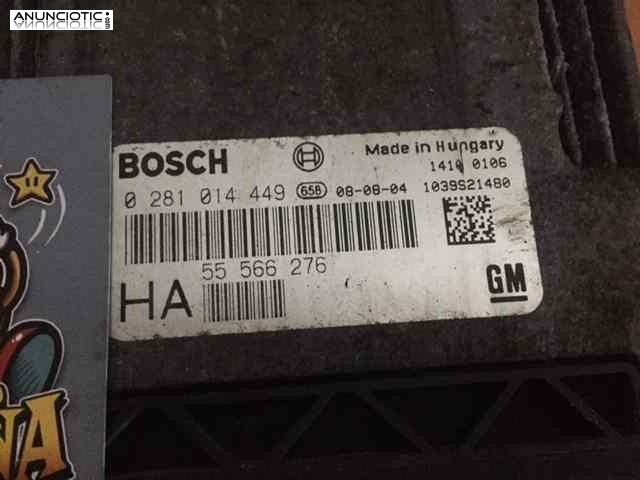 ANUNCIOTIC.com
BOSCH
Made in Hungary
1410 0106
0 281 014 449 658 08-08-04 1039S21480
55 566 276
HA
GM